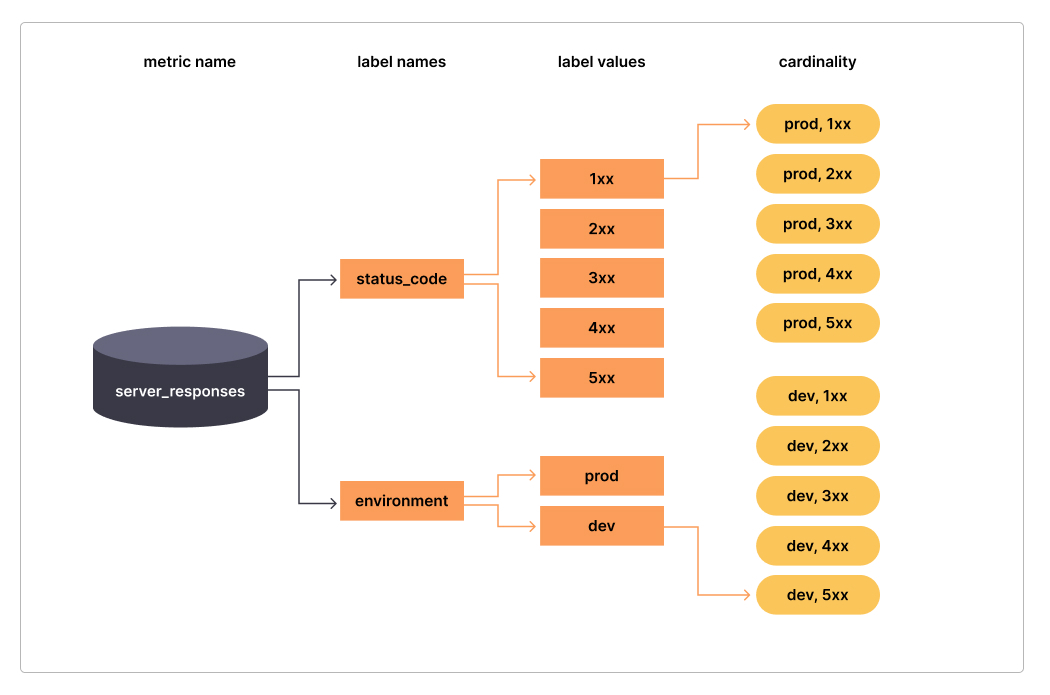 metric name
label names
label values
cardinality
server_responses
status_code
environment
1xx
2xx
3xx
4xx
5xx
prod
dev
prod, 1xx
prod, 2xx
prod, 3xx
prod, 4xx
prod, 5xx
dev, 1xx
dev, 2xx
dev, 3xx
dev, 4xx
dev, 5xx